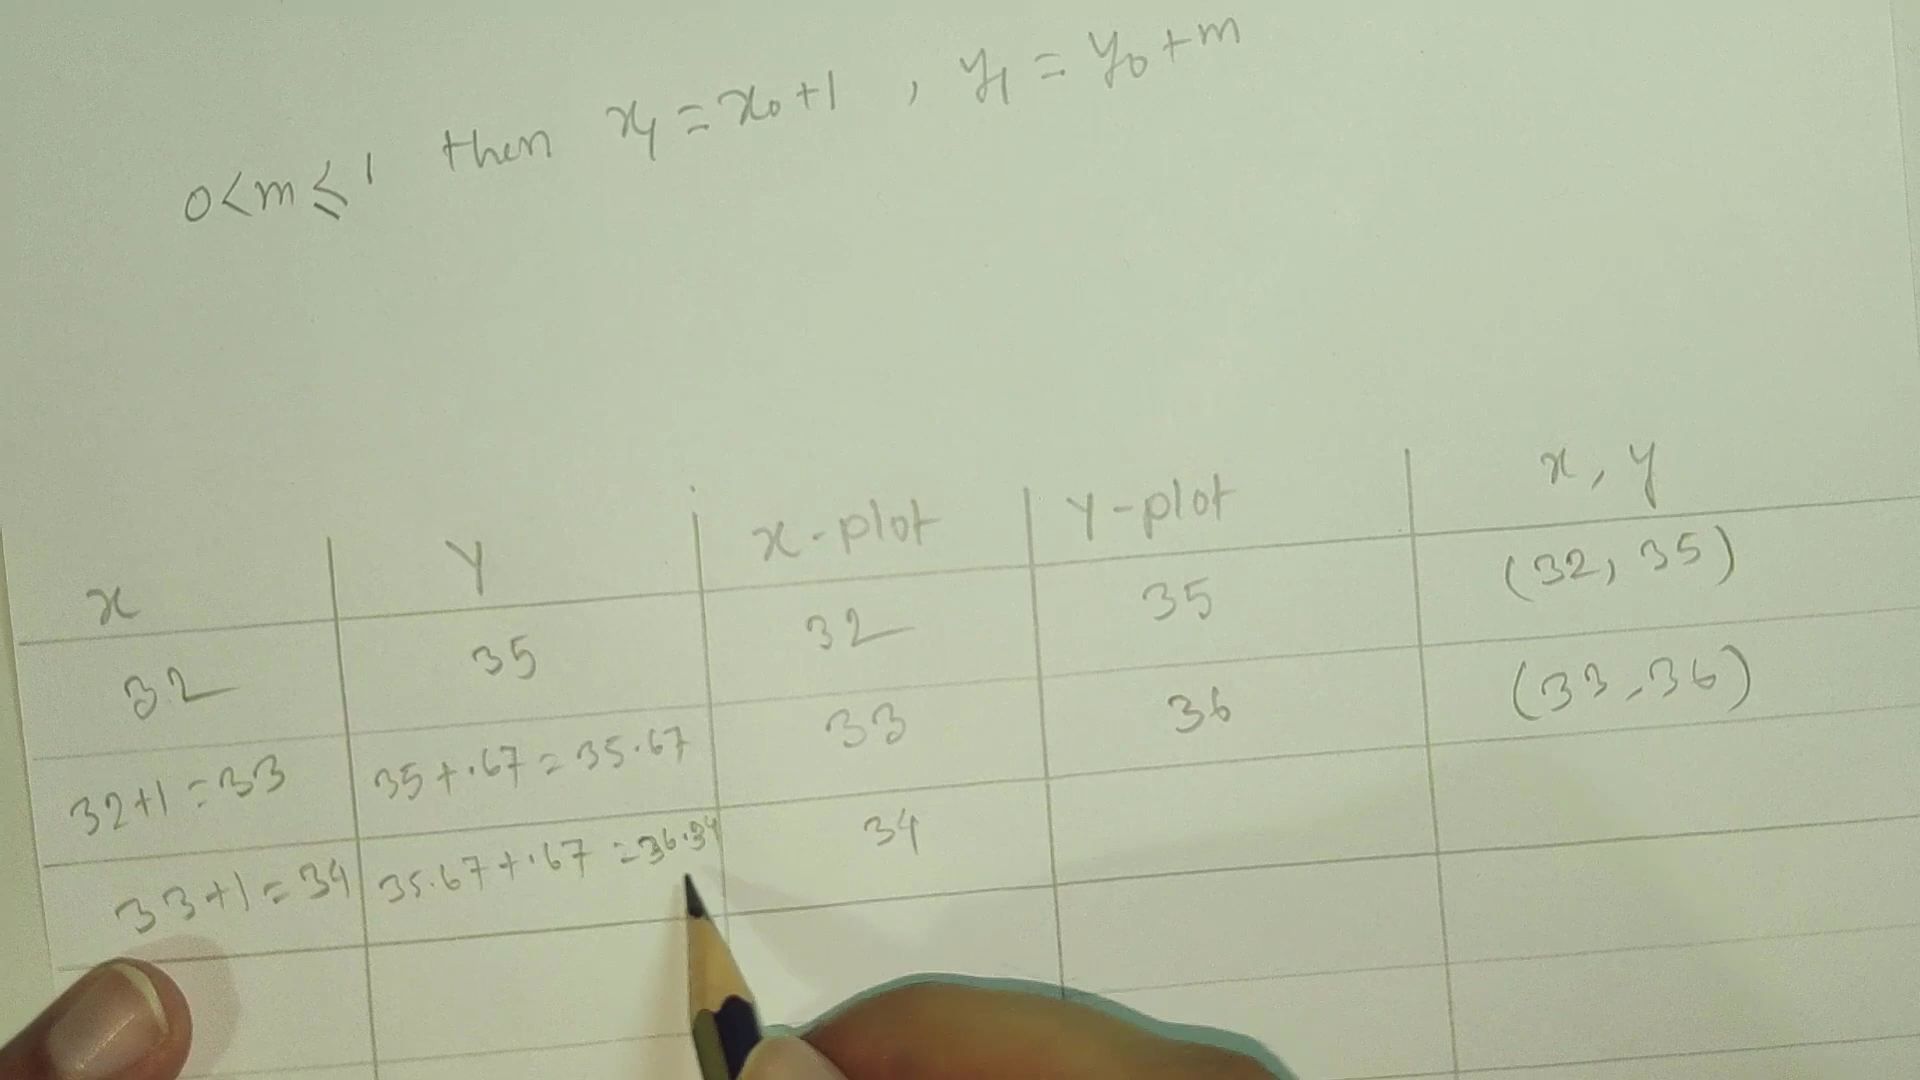 0<m≤1 then x₁=x₀+1 , y₁ = y₀+m
x Y x-plot Y-plot x, y
32 35 32 35 (32, 35)
32+1=33 35+.67=35.67 33 36 (33,36)
33+1=34 35.67+.67=36.34 34